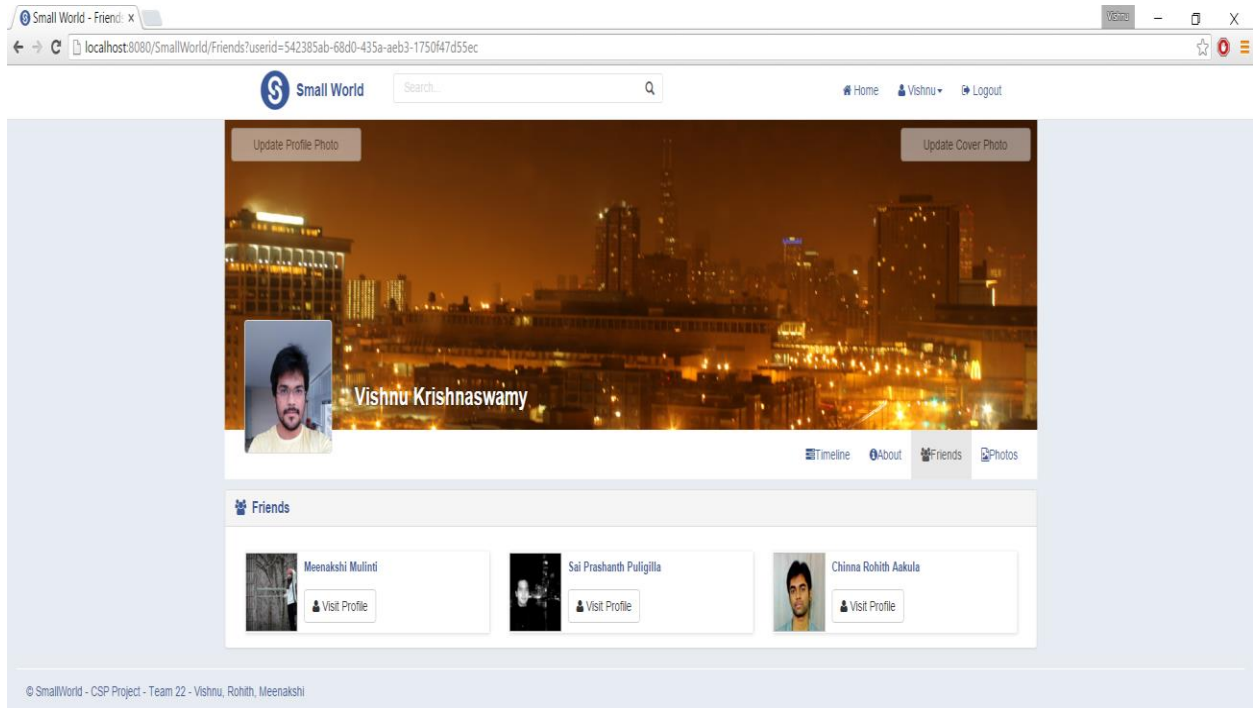 Small World - Friend:
Vishnu
localhost:8080/SmallWorld/Friends?userid=542385ab-68d0-435a-aeb3-1750f47d55ec
Small World
Search...
Home
Vishnu
Logout
Update Profile Photo
Update Cover Photo
Vishnu Krishnaswamy
Timeline
About
Friends
Photos
Friends
Meenakshi Mulinti
Visit Profile
Sai Prashanth Puligilla
Visit Profile
Chinna Rohith Aakula
Visit Profile
© SmallWorld - CSP Project - Team 22 - Vishnu, Rohith, Meenakshi